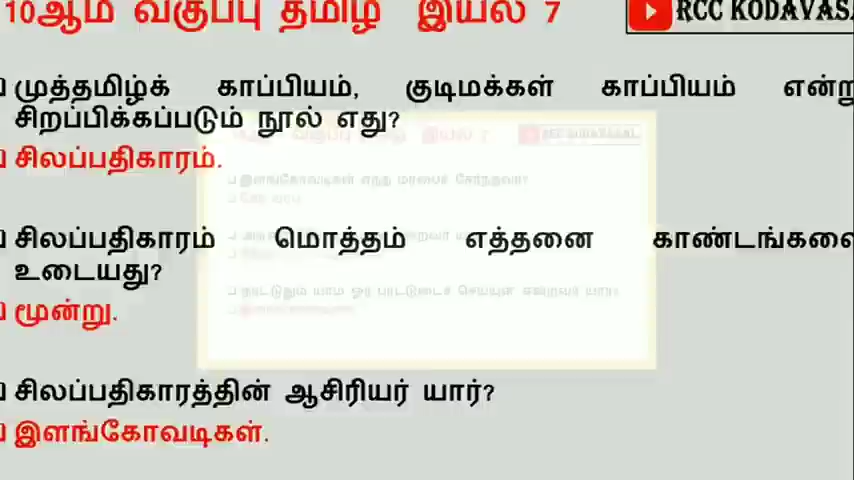 10ஆம் வகுப்பு தமிழ் இயல் 7
RCC KODAVASAL
முத்தமிழ்க் காப்பியம், குடிமக்கள் காப்பியம் என்று
சிறப்பிக்கப்படும் நூல் எது?
சிலப்பதிகாரம்.
சிலப்பதிகாரம் மொத்தம் எத்தனை காண்டங்களை
உடையது?
மூன்று.
சிலப்பதிகாரத்தின் ஆசிரியர் யார்?
இளங்கோவடிகள்.